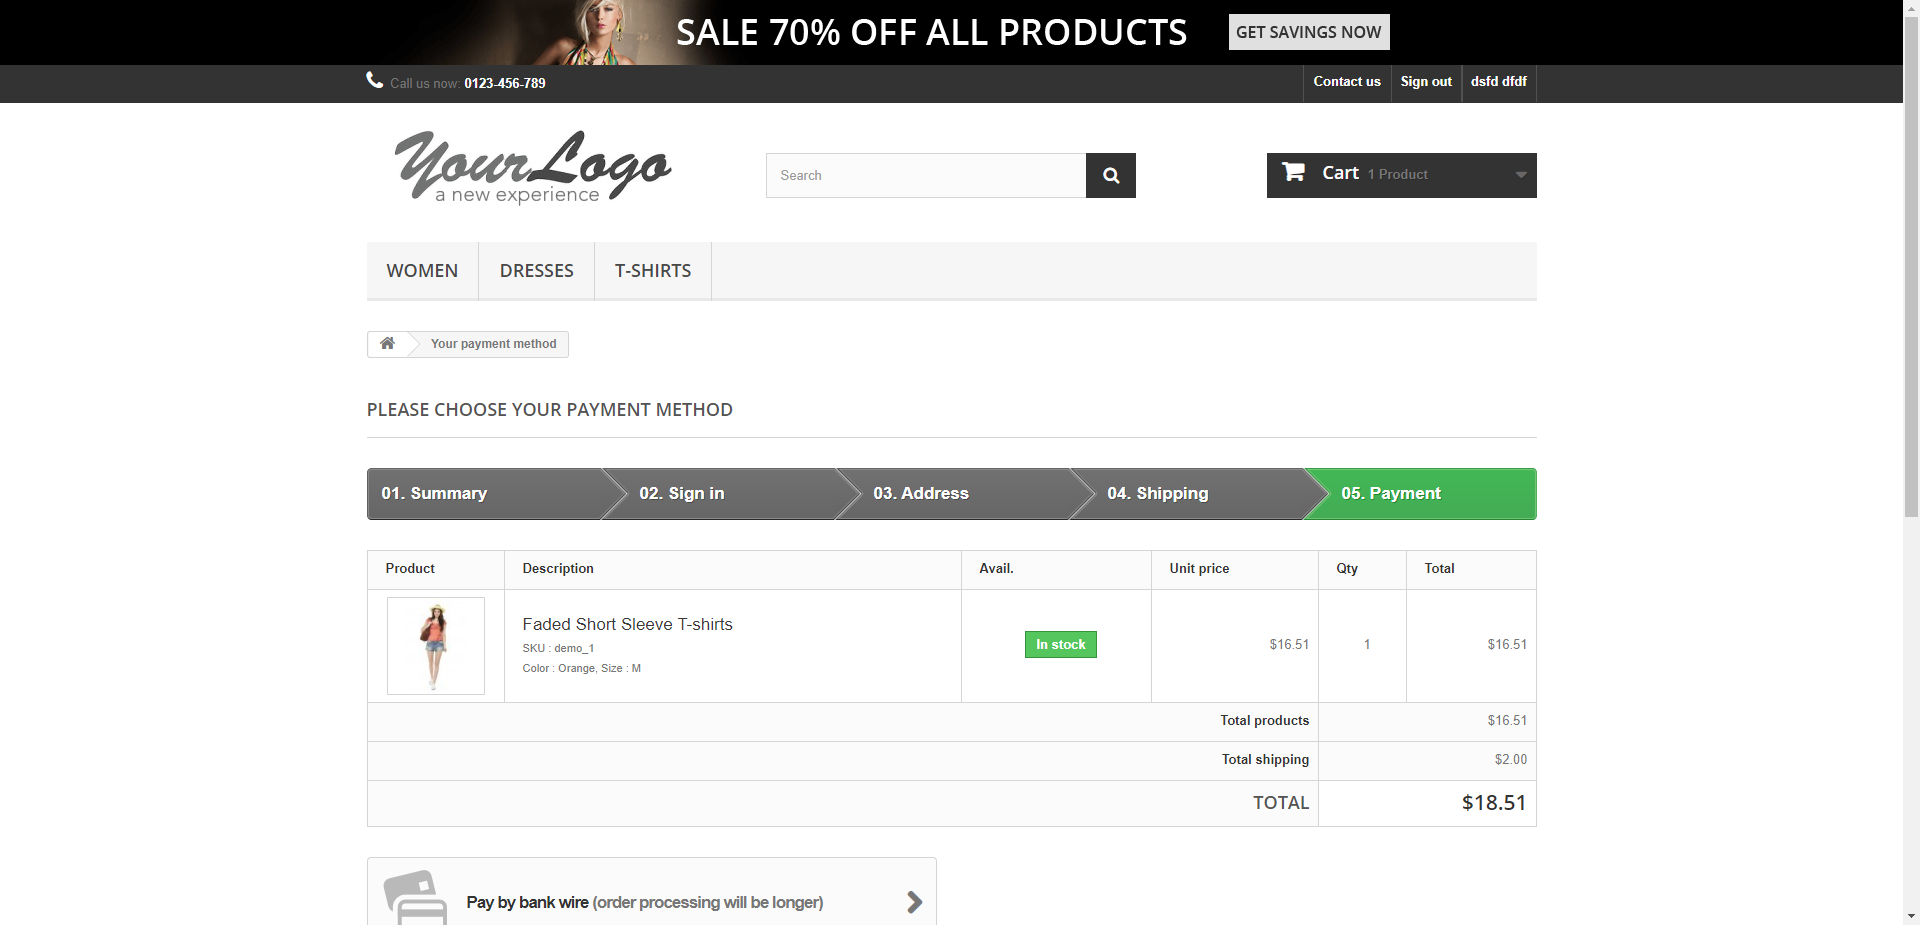 SALE 70% OFF ALL PRODUCTS GET SAVINGS NOW
Call us now: 0123-456-789 Contact us Sign out dsfd dfdf
YourLogo
a new experience
Search
Cart 1 Product
WOMEN DRESSES T-SHIRTS
Your payment method
PLEASE CHOOSE YOUR PAYMENT METHOD
01. Summary 02. Sign in 03. Address 04. Shipping 05. Payment
Product Description Avail. Unit price Qty Total
Faded Short Sleeve T-shirts
SKU : demo_1
Color : Orange, Size : M
In stock $16.51 1 $16.51
Total products $16.51
Total shipping $2.00
TOTAL $18.51
Pay by bank wire (order processing will be longer)